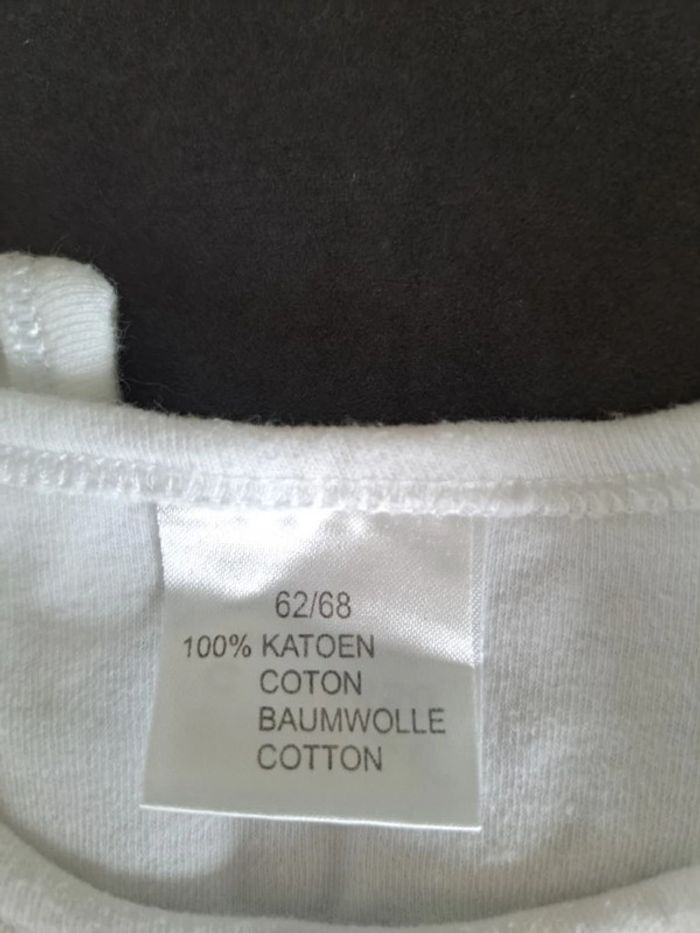 62/68
100% KATOEN
COTON
BAUMWOLLE
COTTON